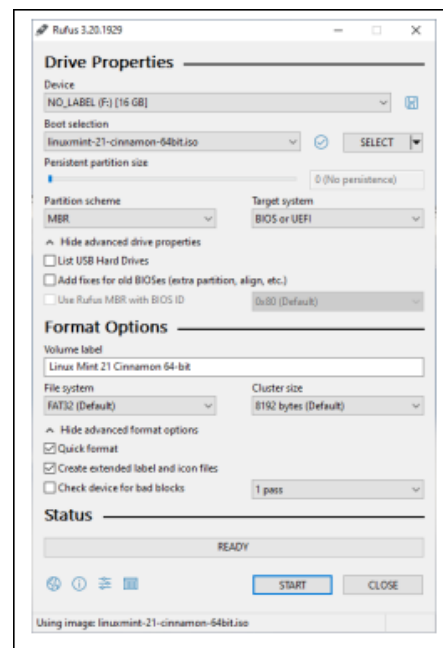 Rufus 3.20.1929
Drive Properties
Device
NO_LABEL (F:) [16 GB]
Boot selection
linuxmint-21-cinnamon-64bit.iso
SELECT
Persistent partition size
0 (No persistence)
Partition scheme
Target system
MBR
BIOS or UEFI
Hide advanced drive properties
List USB Hard Drives
Add fixes for old BIOSes (extra partition, align, etc.)
Use Rufus MBR with BIOS ID
0x80 (Default)
Format Options
Volume label
Linux Mint 21 Cinnamon 64-bit
File system
Cluster size
FAT32 (Default)
8192 bytes (Default)
Hide advanced format options
Quick format
Create extended label and icon files
Check device for bad blocks
1 pass
Status
READY
START
CLOSE
Using image: linuxmint-21-cinnamon-64bit.iso